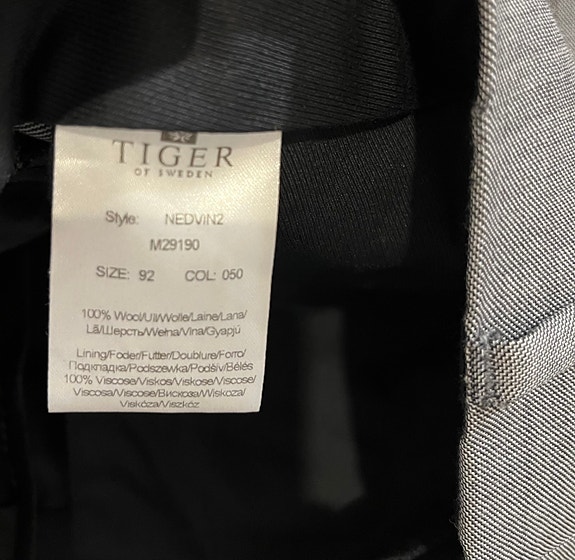 TIGER
OF SWEDEN
Style: NEDVIN2
M29190
SIZE: 92 COL: 050
100% Wool/Ull/Wolle/Laine/Lana/
Lã/Шерсть/Wełna/Vlna/Gyapjú
Lining/Foder/Futter/Doublure/Forro/
Подкладка/Podszewka/Podšiv/Bélés
100% Viscose/Viskos/Viskose/Viscose/
Viscosa/Viscose/Вискоза/Wiskoza/
Viskóza/Viszkóz